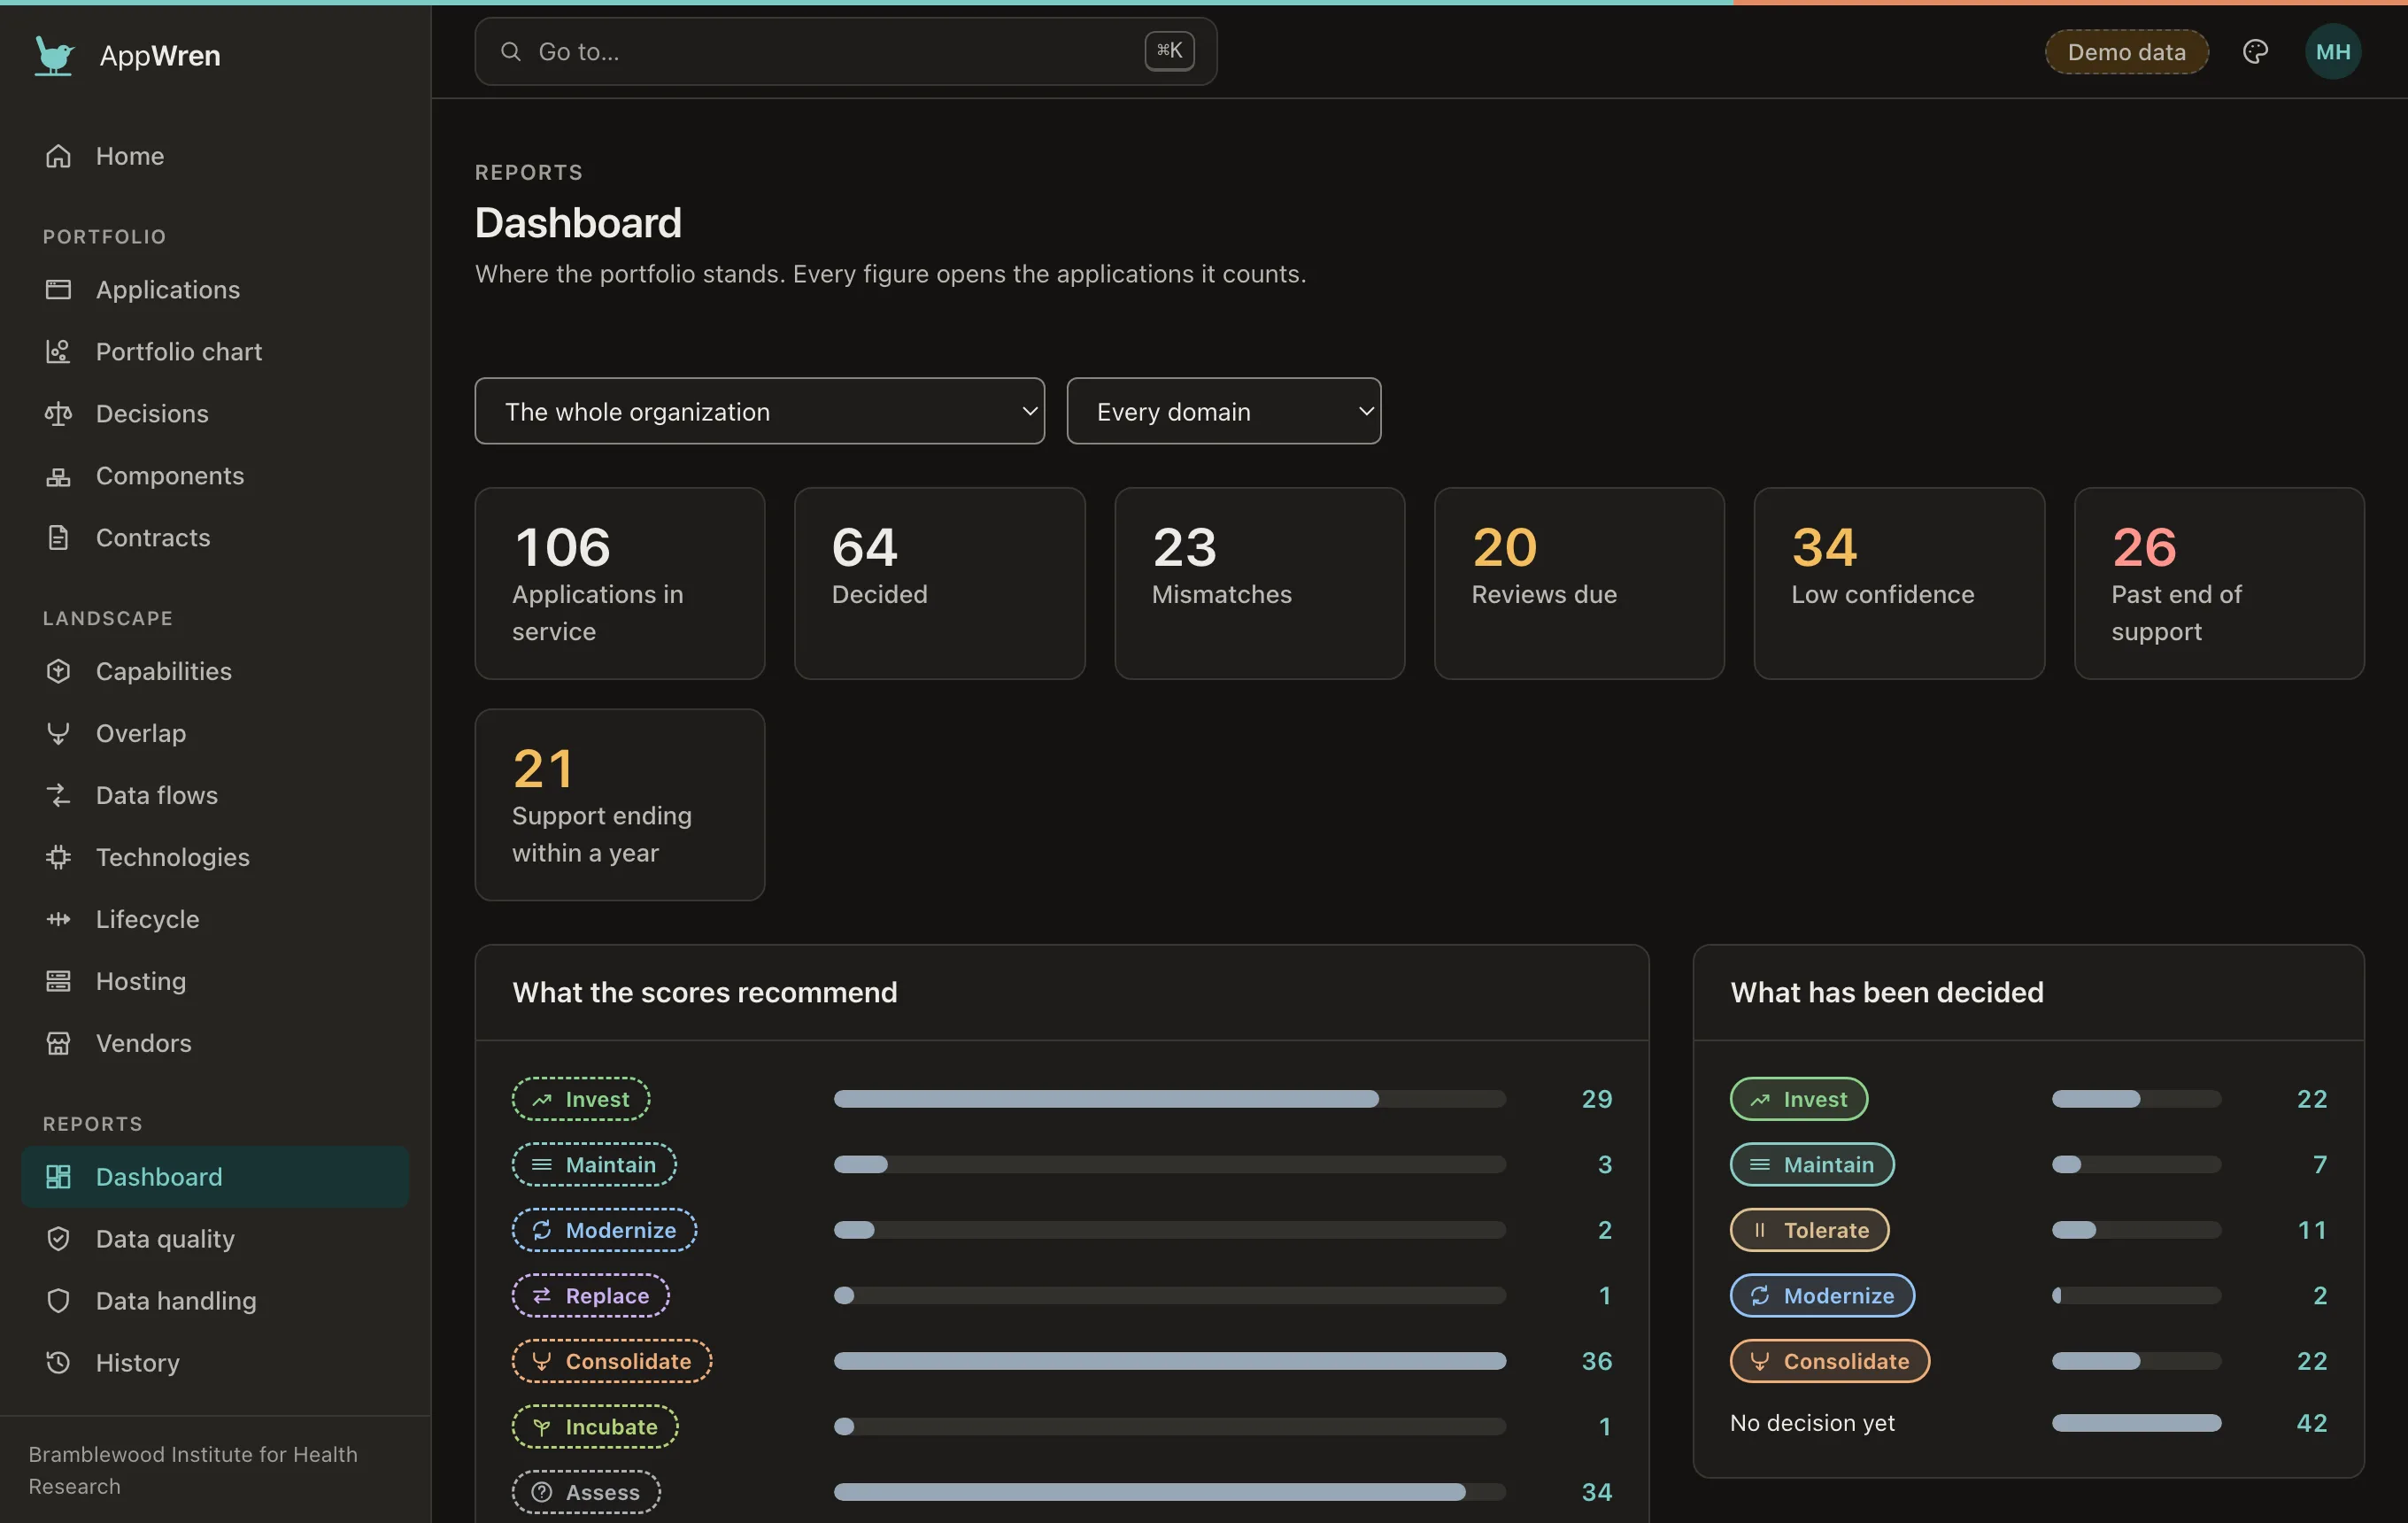 AppWren
Go to...
⌘K
Demo data
MH
Home
PORTFOLIO
Applications
Portfolio chart
Decisions
Components
Contracts
LANDSCAPE
Capabilities
Overlap
Data flows
Technologies
Lifecycle
Hosting
Vendors
REPORTS
Dashboard
Data quality
Data handling
History
Bramblewood Institute for Health
Research
REPORTS
Dashboard
Where the portfolio stands. Every figure opens the applications it counts.
The whole organization
Every domain
106
Applications in
service
64
Decided
23
Mismatches
20
Reviews due
34
Low confidence
26
Past end of
support
21
Support ending
within a year
What the scores recommend
Invest 29
Maintain 3
Modernize 2
Replace 1
Consolidate 36
Incubate 1
Assess 34
What has been decided
Invest 22
Maintain 7
Tolerate 11
Modernize 2
Consolidate 22
No decision yet 42